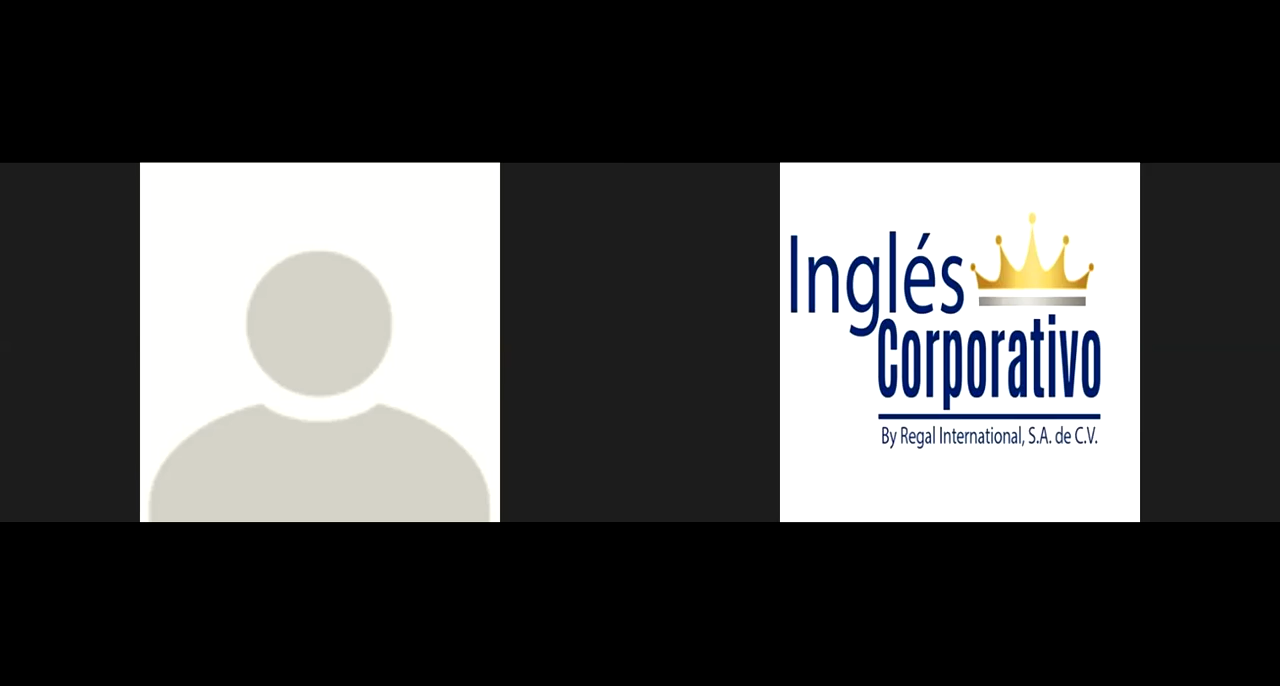 Inglés
Corporativo
By Regal International, S.A. de C.V.